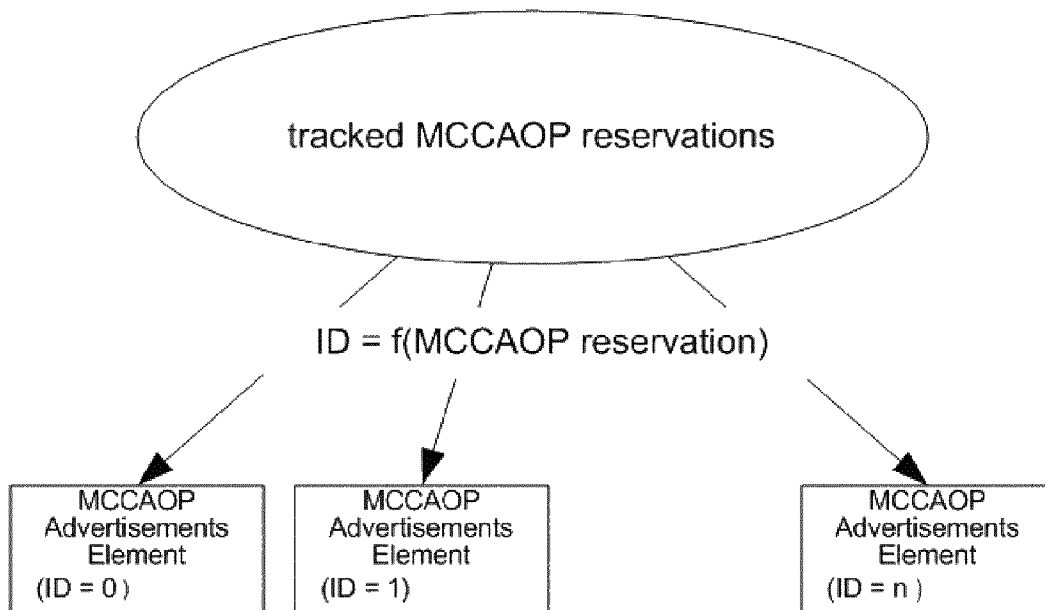 tracked MCCAOP reservations
ID = f(MCCAOP reservation)
MCCAOP
Advertisements
Element
(ID = 0 )
MCCAOP
Advertisements
Element
(ID = 1)
MCCAOP
Advertisements
Element
(ID = n )